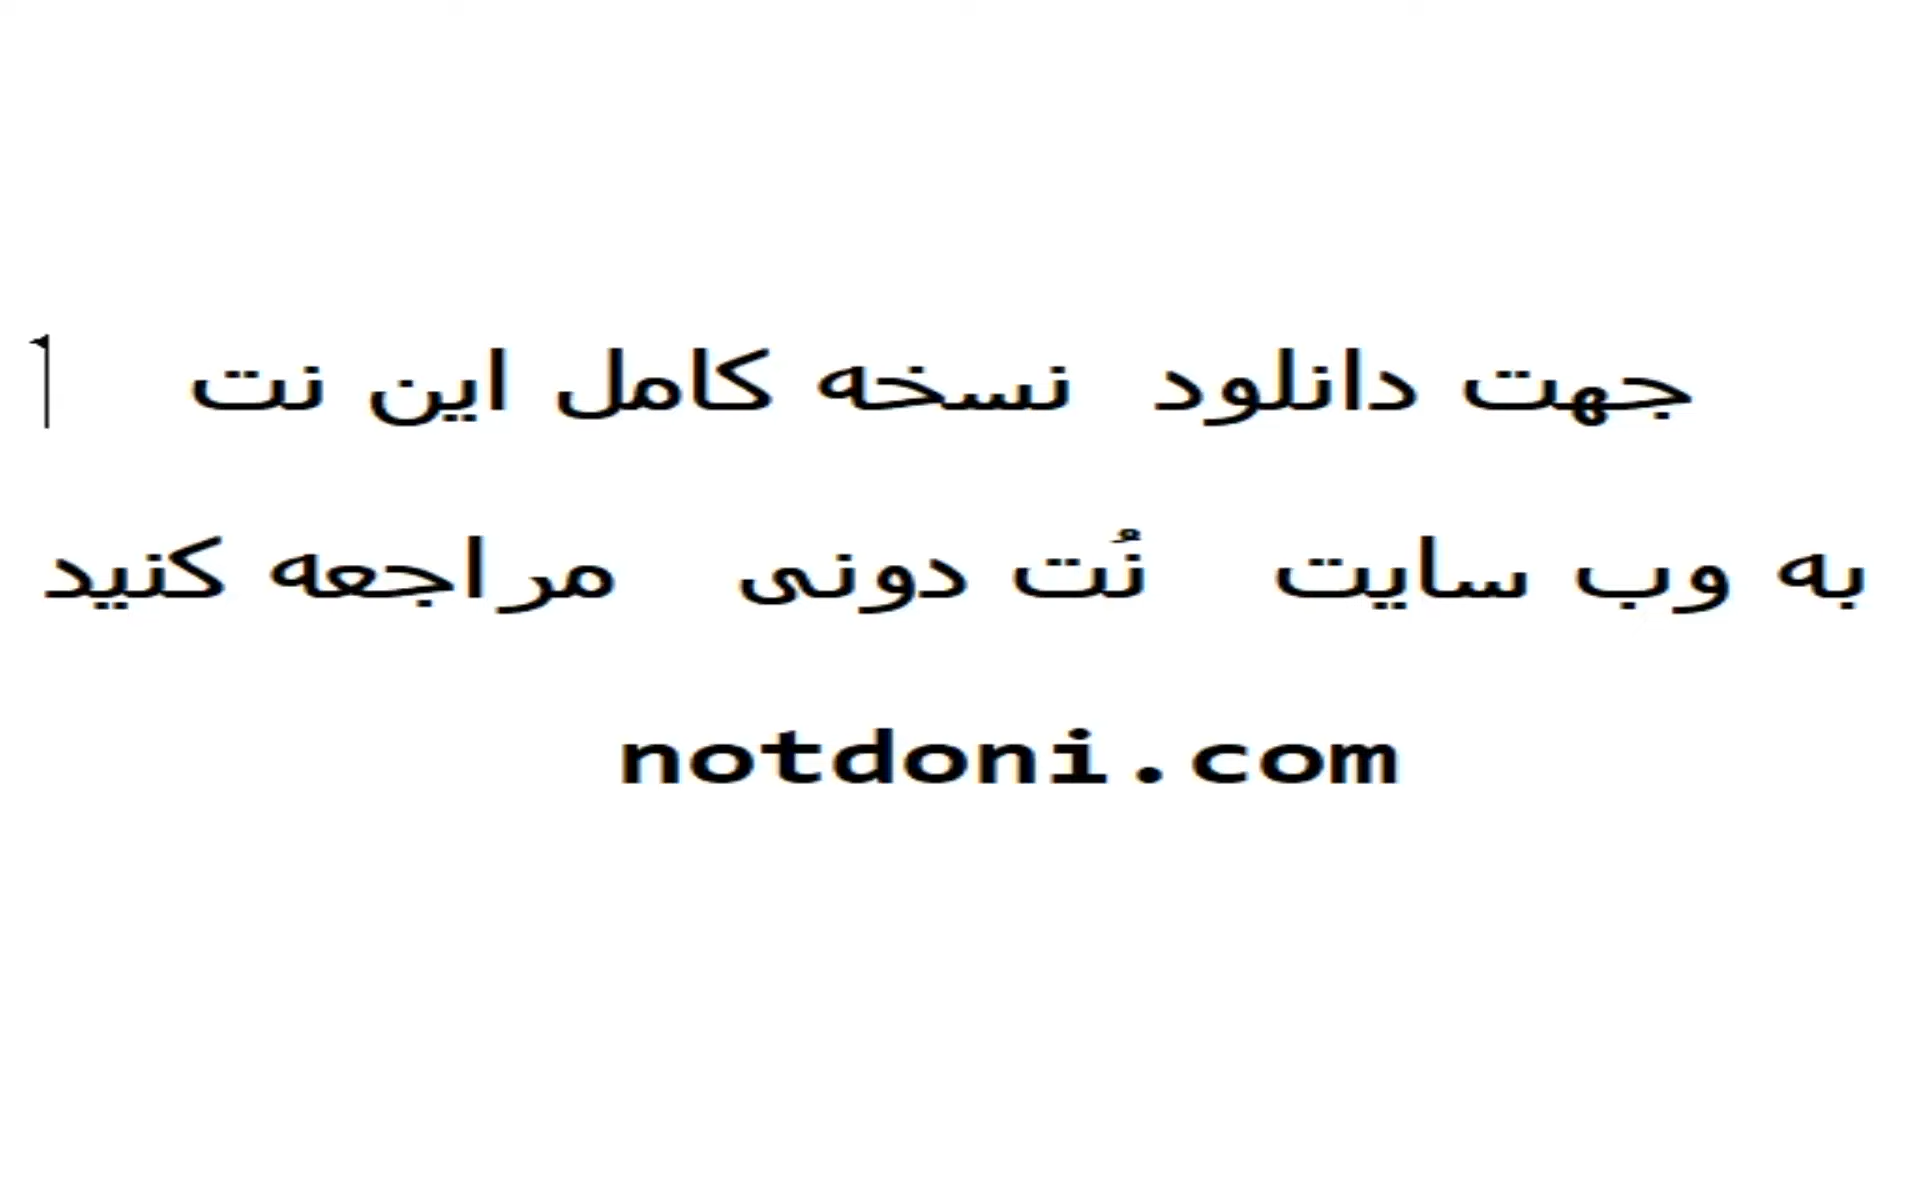 جهت دانلود نسخه کامل این نت
به وب سایت نُت دونی مراجعه کنید
notdoni.com